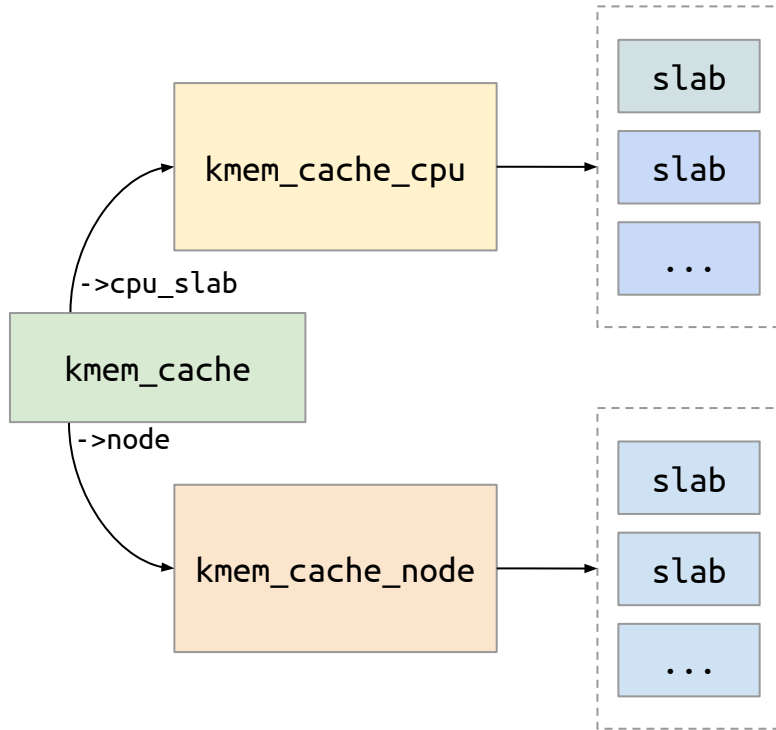 slab
kmem_cache_cpu
slab
...
->cpu_slab
kmem_cache
->node
slab
kmem_cache_node
slab
...